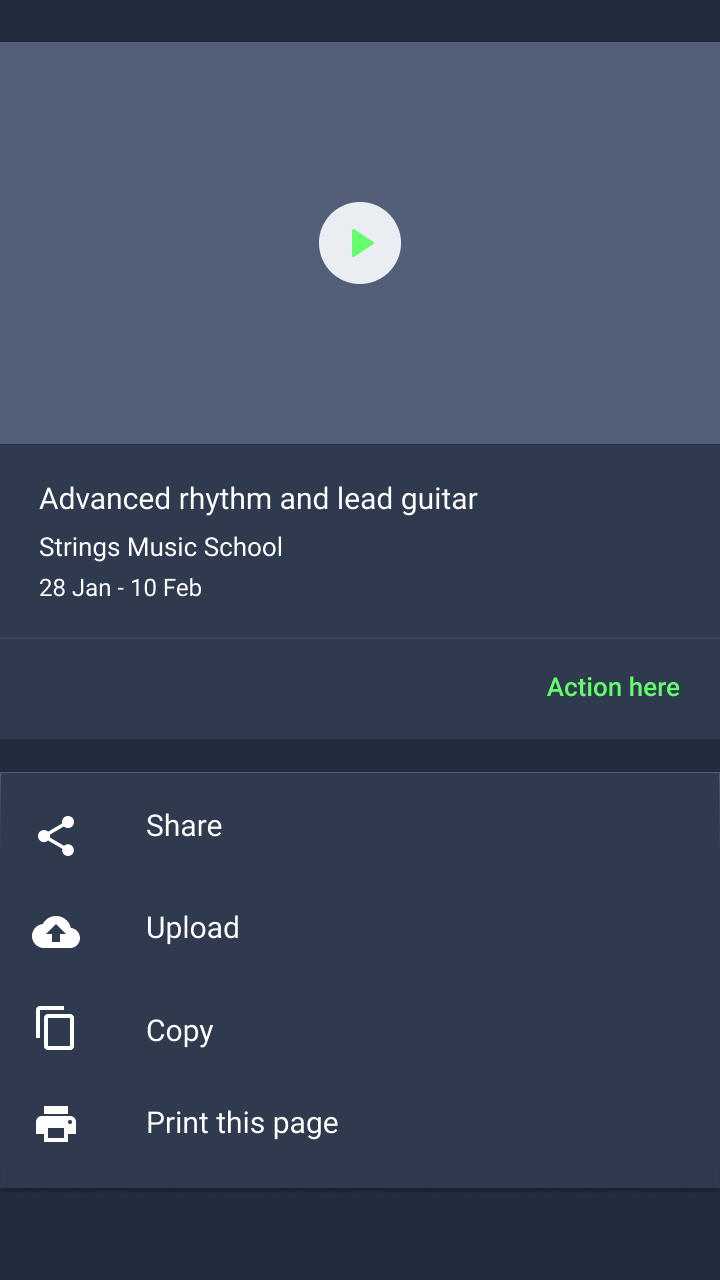 Advanced rhythm and lead guitar
Strings Music School
28 Jan - 10 Feb
Action here
Share
Upload
Copy
Print this page